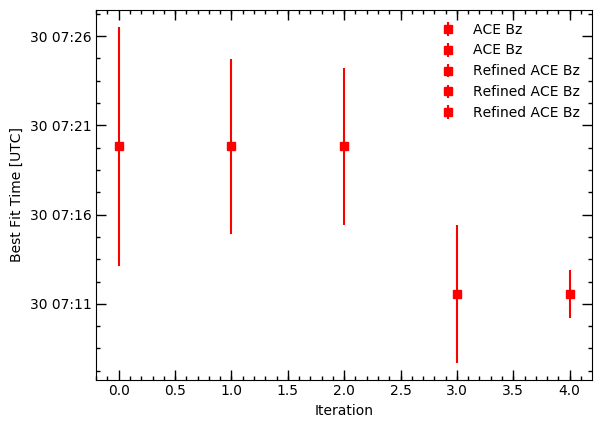 30 07:26
30 07:21
30 07:16
30 07:11
Best Fit Time [UTC]
ACE Bz
ACE Bz
Refined ACE Bz
Refined ACE Bz
Refined ACE Bz
0.0 0.5 1.0 1.5 2.0 2.5 3.0 3.5 4.0
Iteration